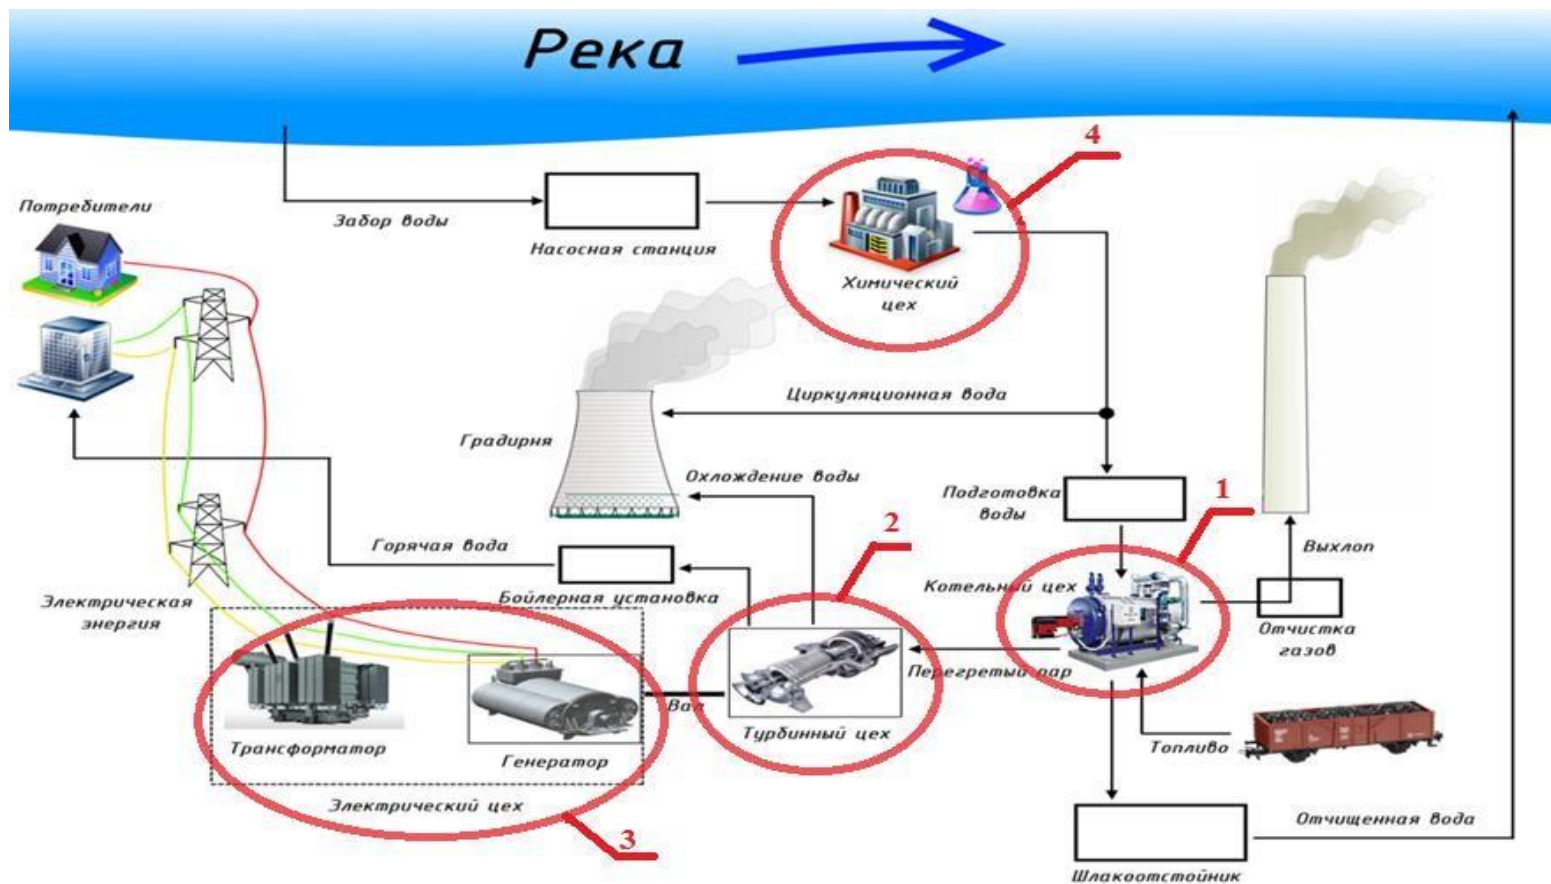 Река
4
Потребители
Забор воды
Насосная станция
Химический
цех
Циркуляционная вода
Градирня
Охлождение воды
Подготовка
воды
1
2
Выхлоп
Горячая вода
Котельный цех
Бойлерная установка
Электрическая
энергия
Отчистка
газов
Перегретый пар
Вал
Турбинный цех
Трансформатор
Генератор
Топливо
Электрический цех
3
Отчищенная вода
Шлакоотстойник